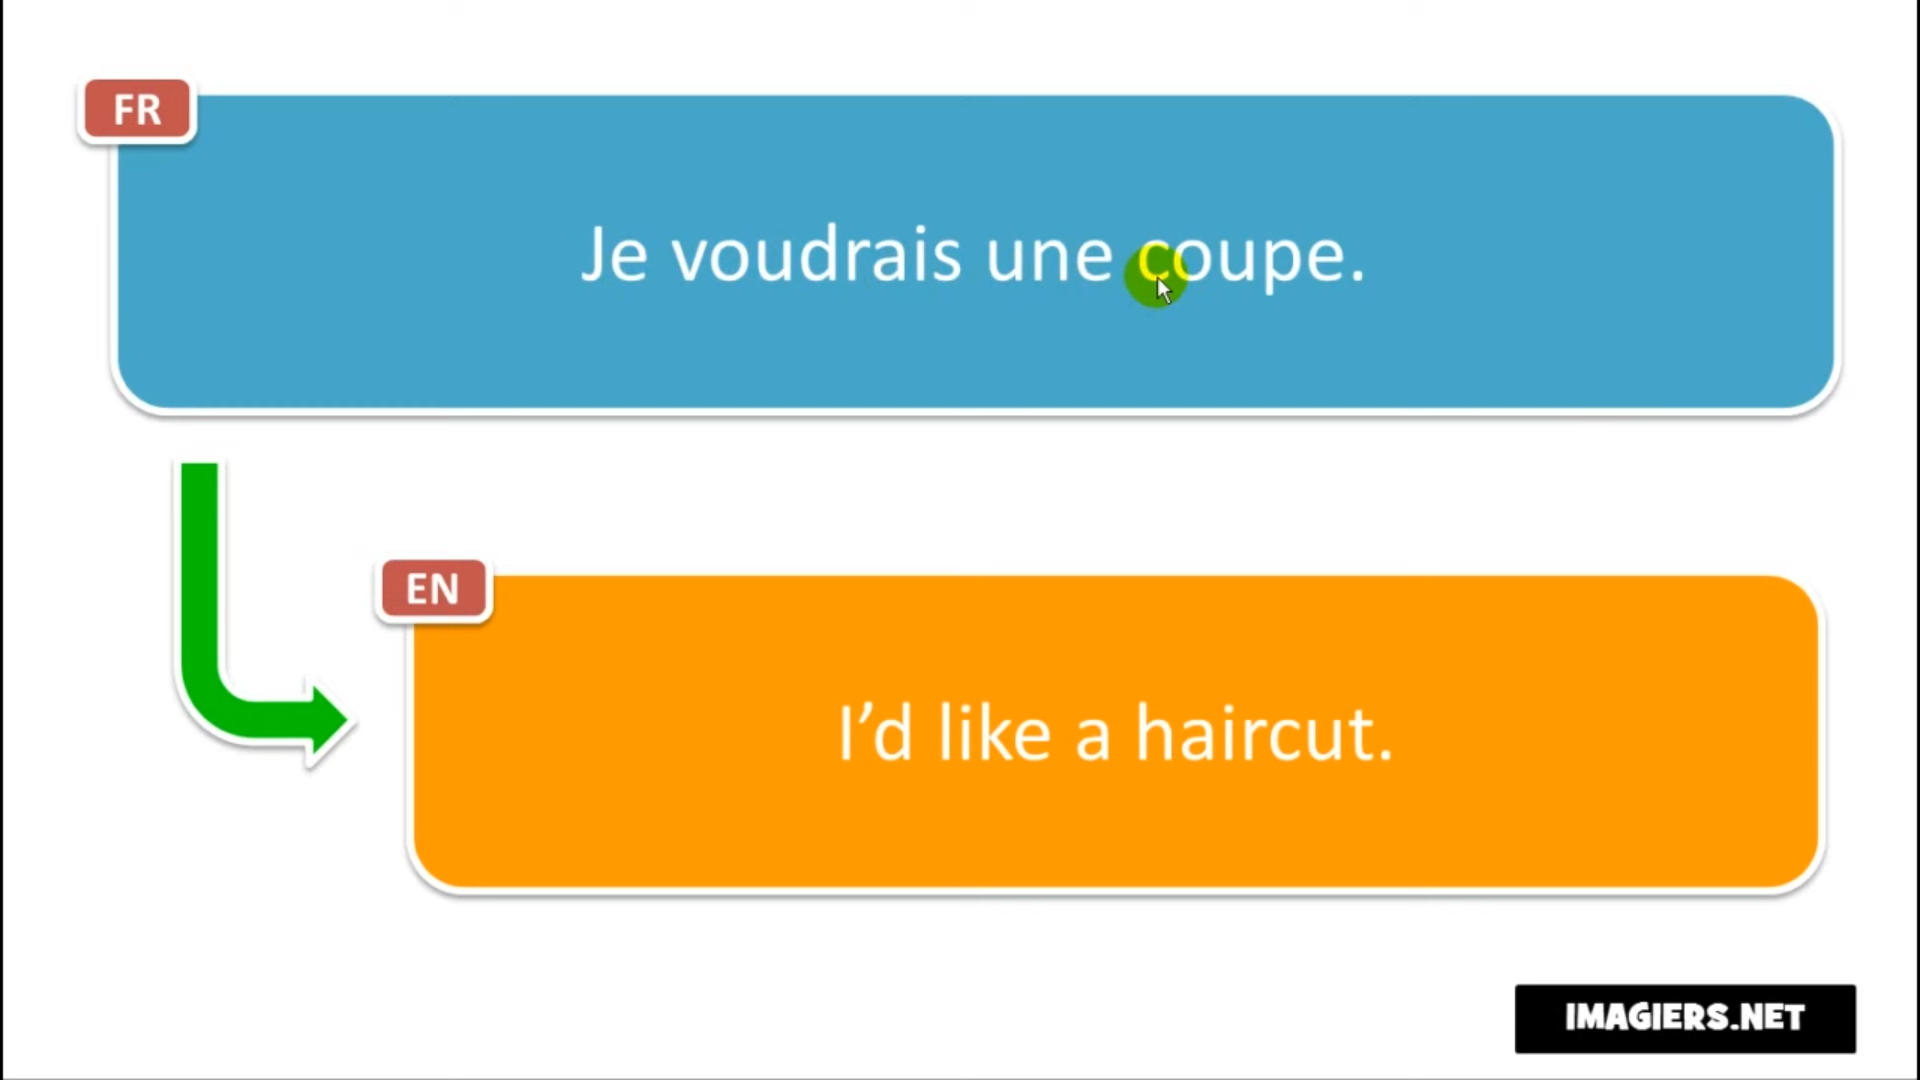 FR
Je voudrais une coupe.
EN
I’d like a haircut.
IMAGIERS.NET